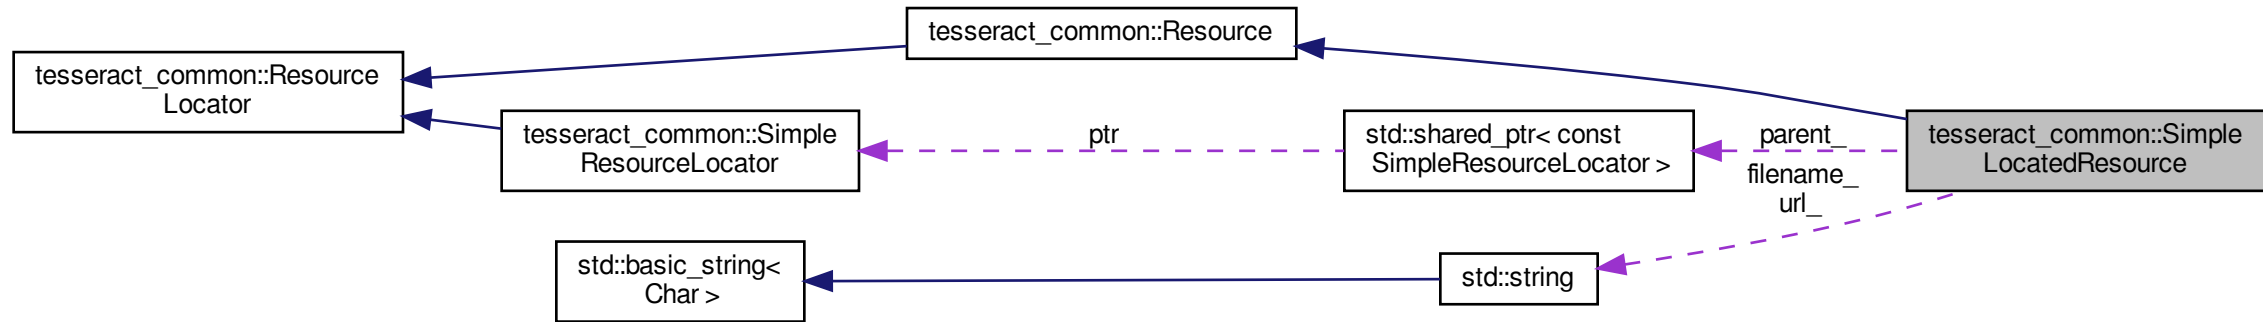 tesseract_common::Resource
tesseract_common::Resource
Locator
tesseract_common::Simple
ResourceLocator
ptr
std::shared_ptr< const
SimpleResourceLocator >
parent_
tesseract_common::Simple
LocatedResource
filename_
url_
std::basic_string<
Char >
std::string